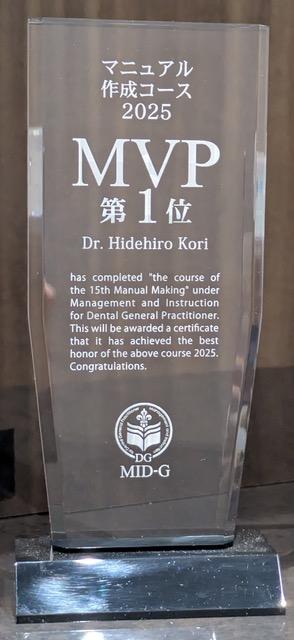 マニュアル
作成コース
2025
MVP
第1位
Dr. Hidehiro Kori
has completed "the course of
the 15th Manual Making" under
Management and Instruction
for Dental General Practitioner.
This will be awarded a certificate
that it has achieved the best
honor of the above course 2025.
Congratulations.
DG
MID-G